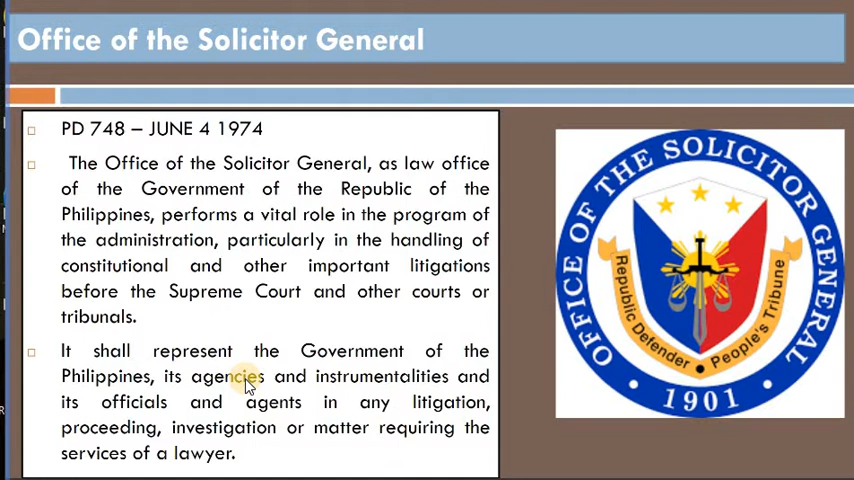 Office of the Solicitor General
PD 748 – JUNE 4 1974
The Office of the Solicitor General, as law office
of the Government of the Republic of the
Philippines, performs a vital role in the program of
the administration, particularly in the handling of
constitutional and other important litigations
before the Supreme Court and other courts or
tribunals.
It shall represent the Government of the
Philippines, its agencies and instrumentalities and
its officials and agents in any litigation,
proceeding, investigation or matter requiring the
services of a lawyer.
OFFICE OF THE SOLICITOR GENERAL
Republic Defender
People's Tribune
1901